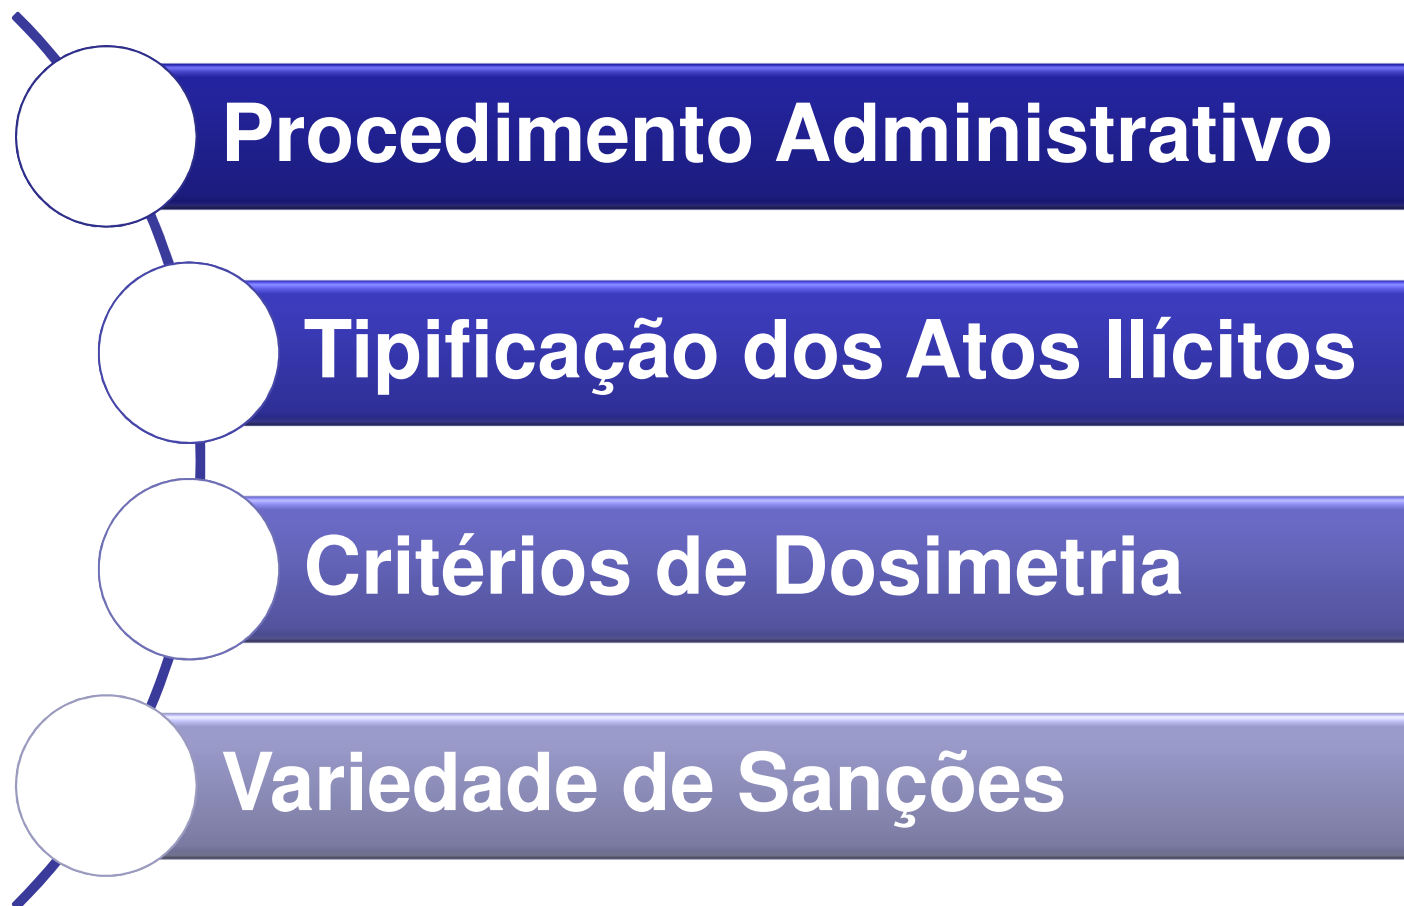 Procedimento Administrativo
Tipificação dos Atos Ilícitos
Critérios de Dosimetria
Variedade de Sanções